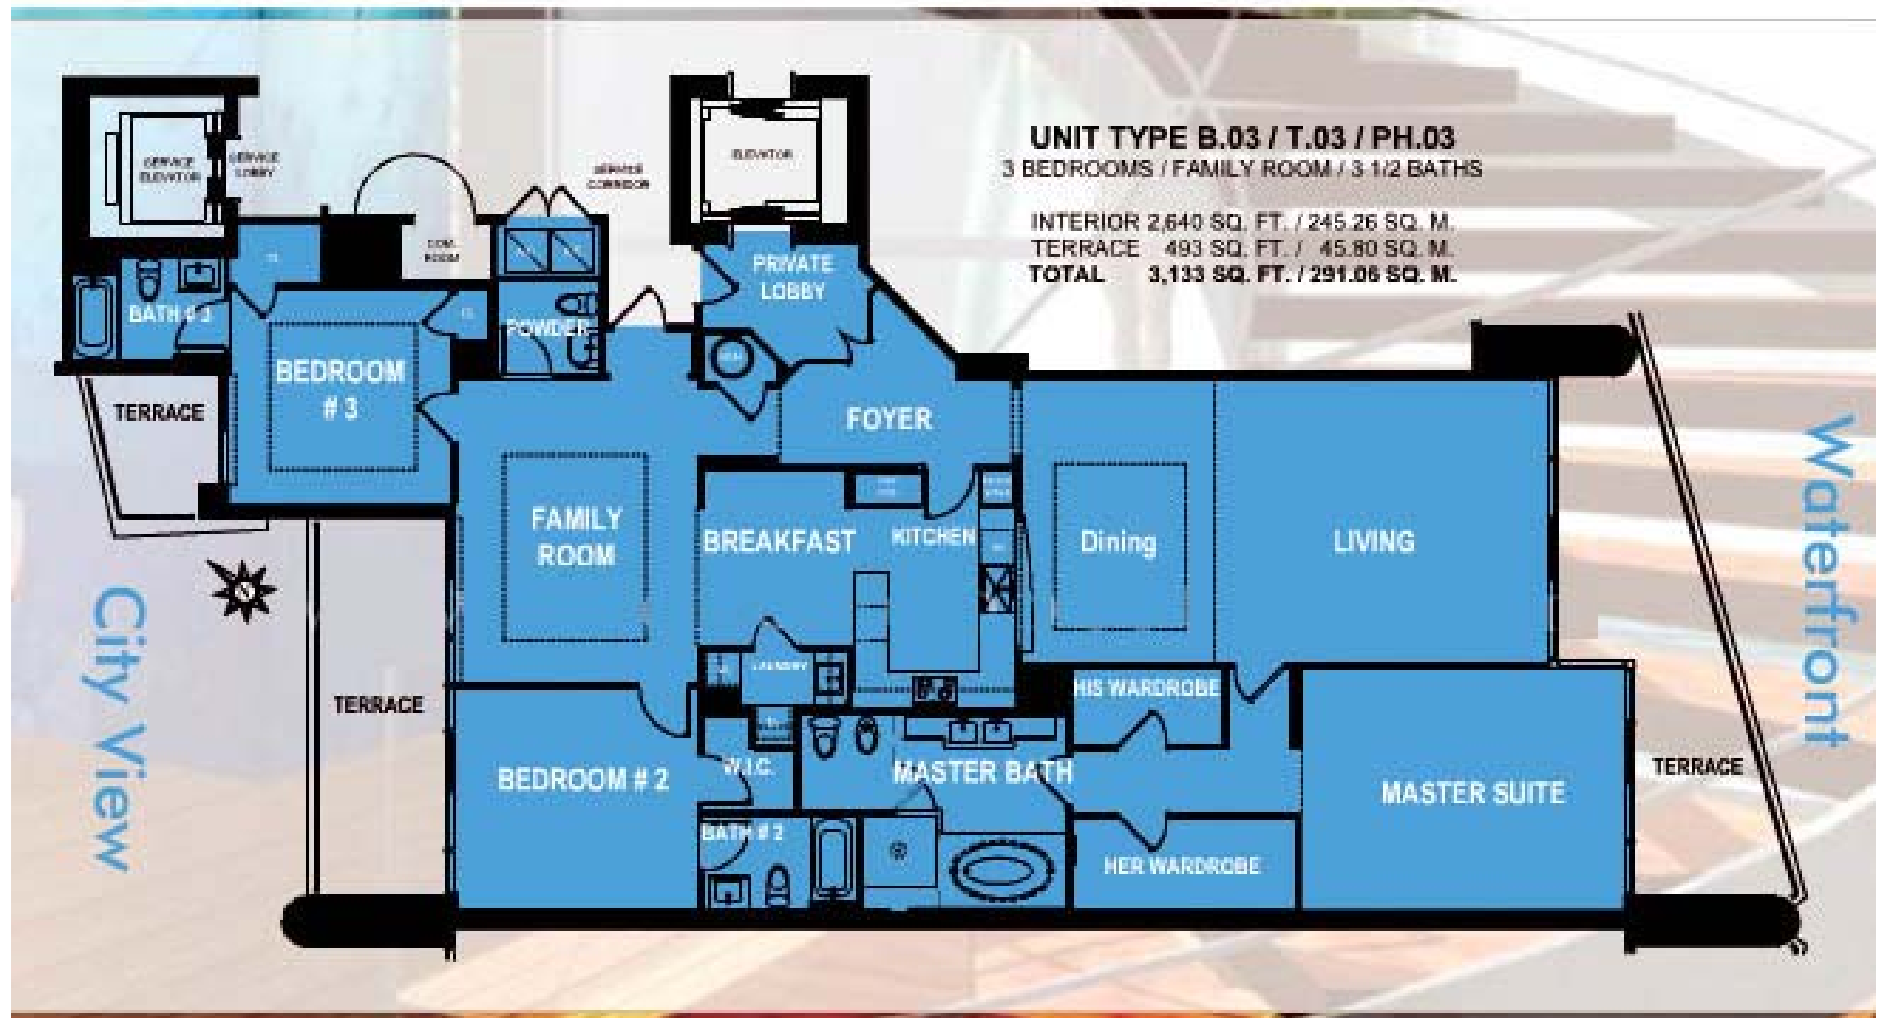 UNIT TYPE B.03 / T.03 / PH.03
3 BEDROOMS / FAMILY ROOM / 3 1/2 BATHS
INTERIOR 2,640 SQ. FT. / 245.26 SQ. M.
TERRACE 493 SQ. FT. / 45.80 SQ. M.
TOTAL 3,133 SQ. FT. / 291.06 SQ. M.
SERVICE
ELEVATOR
SERVICE
LOBBY
SERVICE
CORRIDOR
ELEVATOR
ROOM
PRIVATE
LOBBY
BATH # 3
POWDER
BEDROOM
# 3
TERRACE
FOYER
FAMILY
ROOM
BREAKFAST
KITCHEN
Dining
LIVING
Waterfront
City View
TERRACE
LAUNDRY
HIS WARDROBE
BEDROOM # 2
W.I.C.
MASTER BATH
MASTER SUITE
TERRACE
BATH # 2
HER WARDROBE